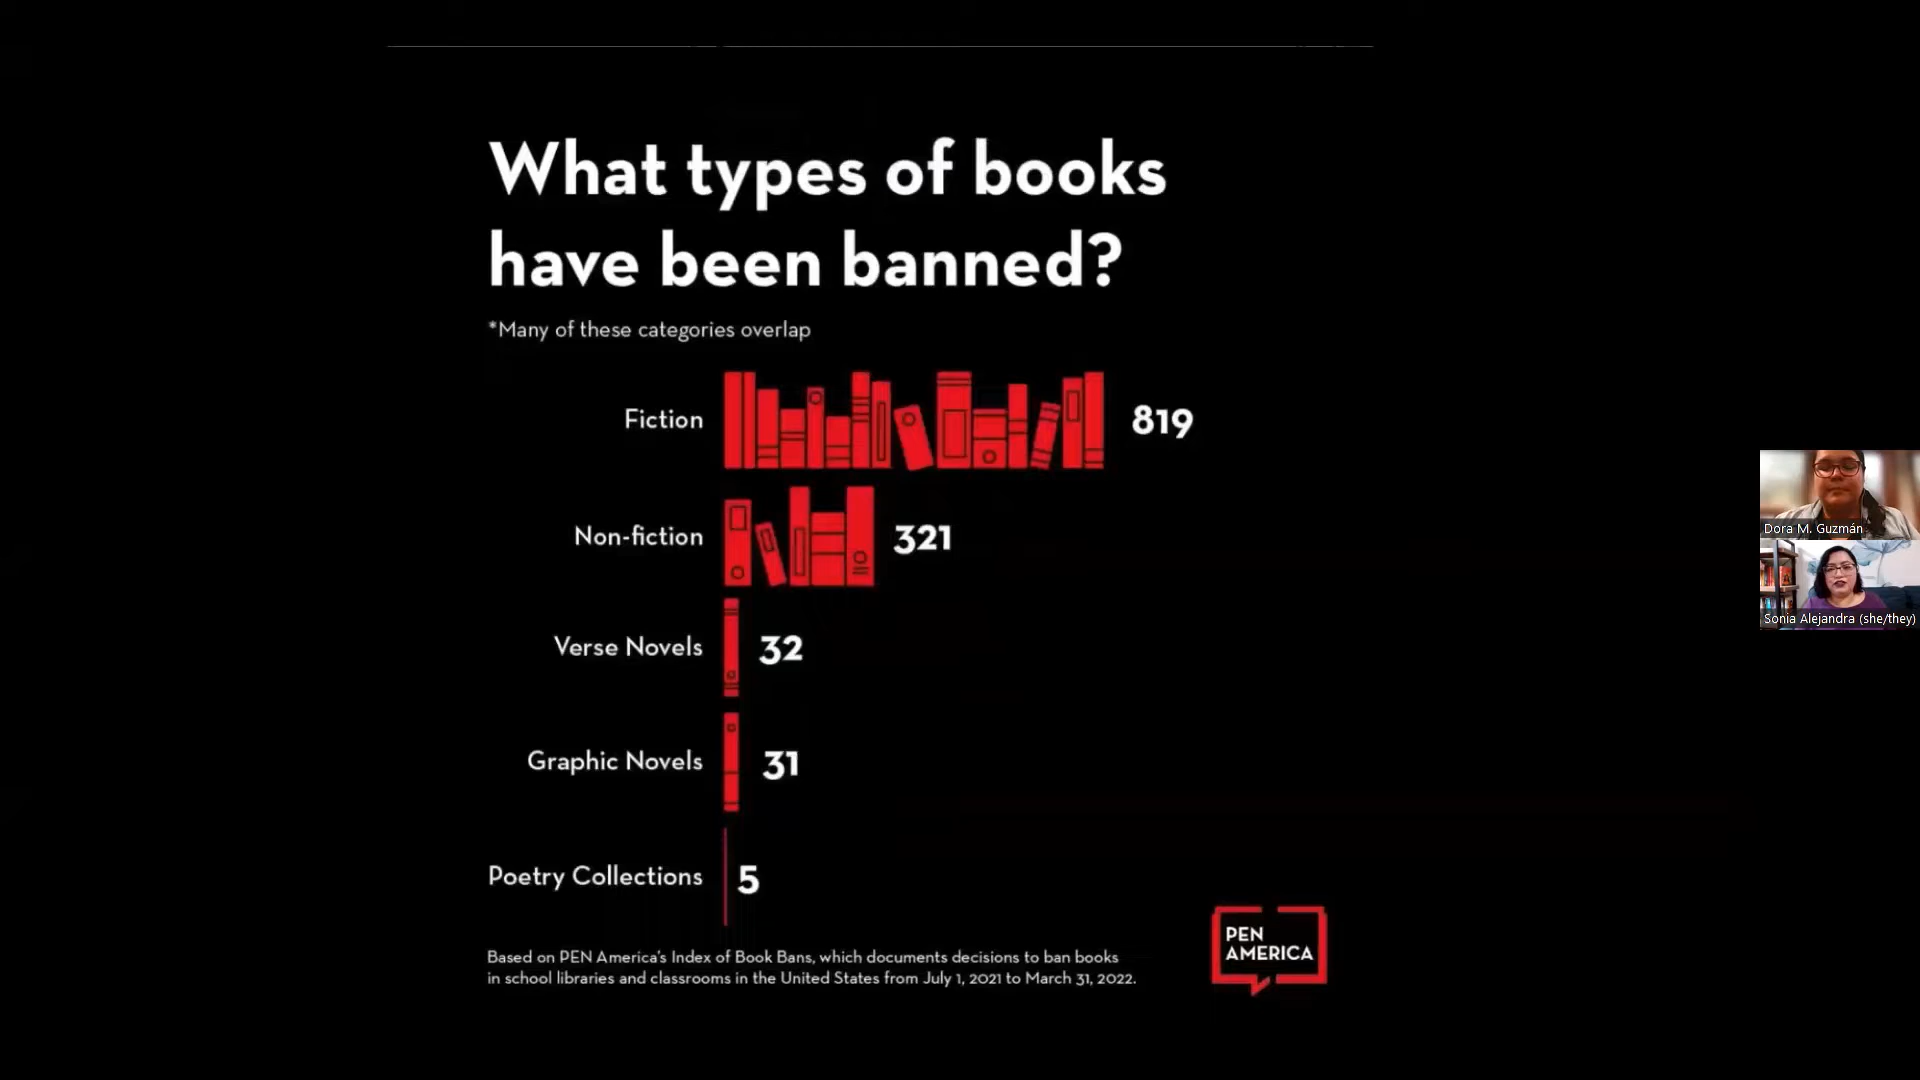 What types of books
have been banned?
*Many of these categories overlap
Fiction 819
Non-fiction 321
Verse Novels 32
Graphic Novels 31
Poetry Collections 5
Based on PEN America's Index of Book Bans, which documents decisions to ban books
in school libraries and classrooms in the United States from July 1, 2021 to March 31, 2022.
PEN
AMERICA
Dora M. Guzmán
Sonia Alejandra (she/they)